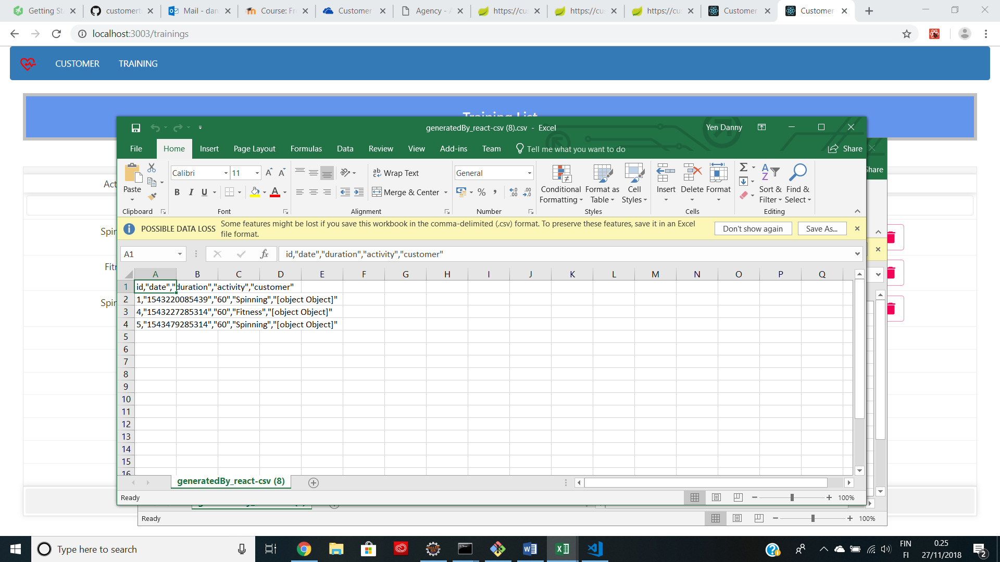 Getting St
customert
Mail - dan
Course: Fr
Customer
Agency - A
https://cus
https://cus
https://cus
Customer
Customer
localhost:3003/trainings
CUSTOMER
TRAINING
Training List
generatedBy_react-csv (8).csv - Excel
Yen Danny
File
Home
Insert
Page Layout
Formulas
Data
Review
View
Add-ins
Team
Tell me what you want to do
Share
hare
Paste
Calibri
11
Wrap Text
Merge & Center
General
Conditional Formatting
Format as Table
Cell Styles
Insert
Delete
Format
Sort & Filter
Find & Select
Clipboard
Font
Alignment
Number
Styles
Cells
Editing
Act
POSSIBLE DATA LOSS
Some features might be lost if you save this workbook in the comma-delimited (.csv) format. To preserve these features, save it in an Excel
file format.
Don't show again
Save As...
Spin
Fitn
Spin
A1
fx
id,"date","duration","activity","customer"
A B C D E F G H I J K L M N O P Q
1 id,"date","duration","activity","customer"
2 1,"1543220085439","60","Spinning","[object Object]"
3 4,"1543227285314","60","Fitness","[object Object]"
4 5,"1543479285314","60","Spinning","[object Object]"
5
6
7
8
9
10
11
12
13
14
15
16
generatedBy_react-csv (8)
Ready
100%
Ready
100%
Type here to search
FIN
FI
0.25
27/11/2018
2